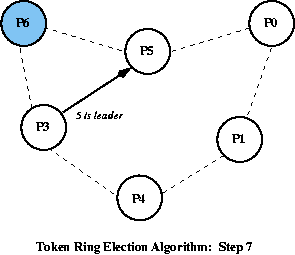 P6
P0
P5
5 is leader
P3
P1
P4
Token Ring Election Algorithm: Step 7